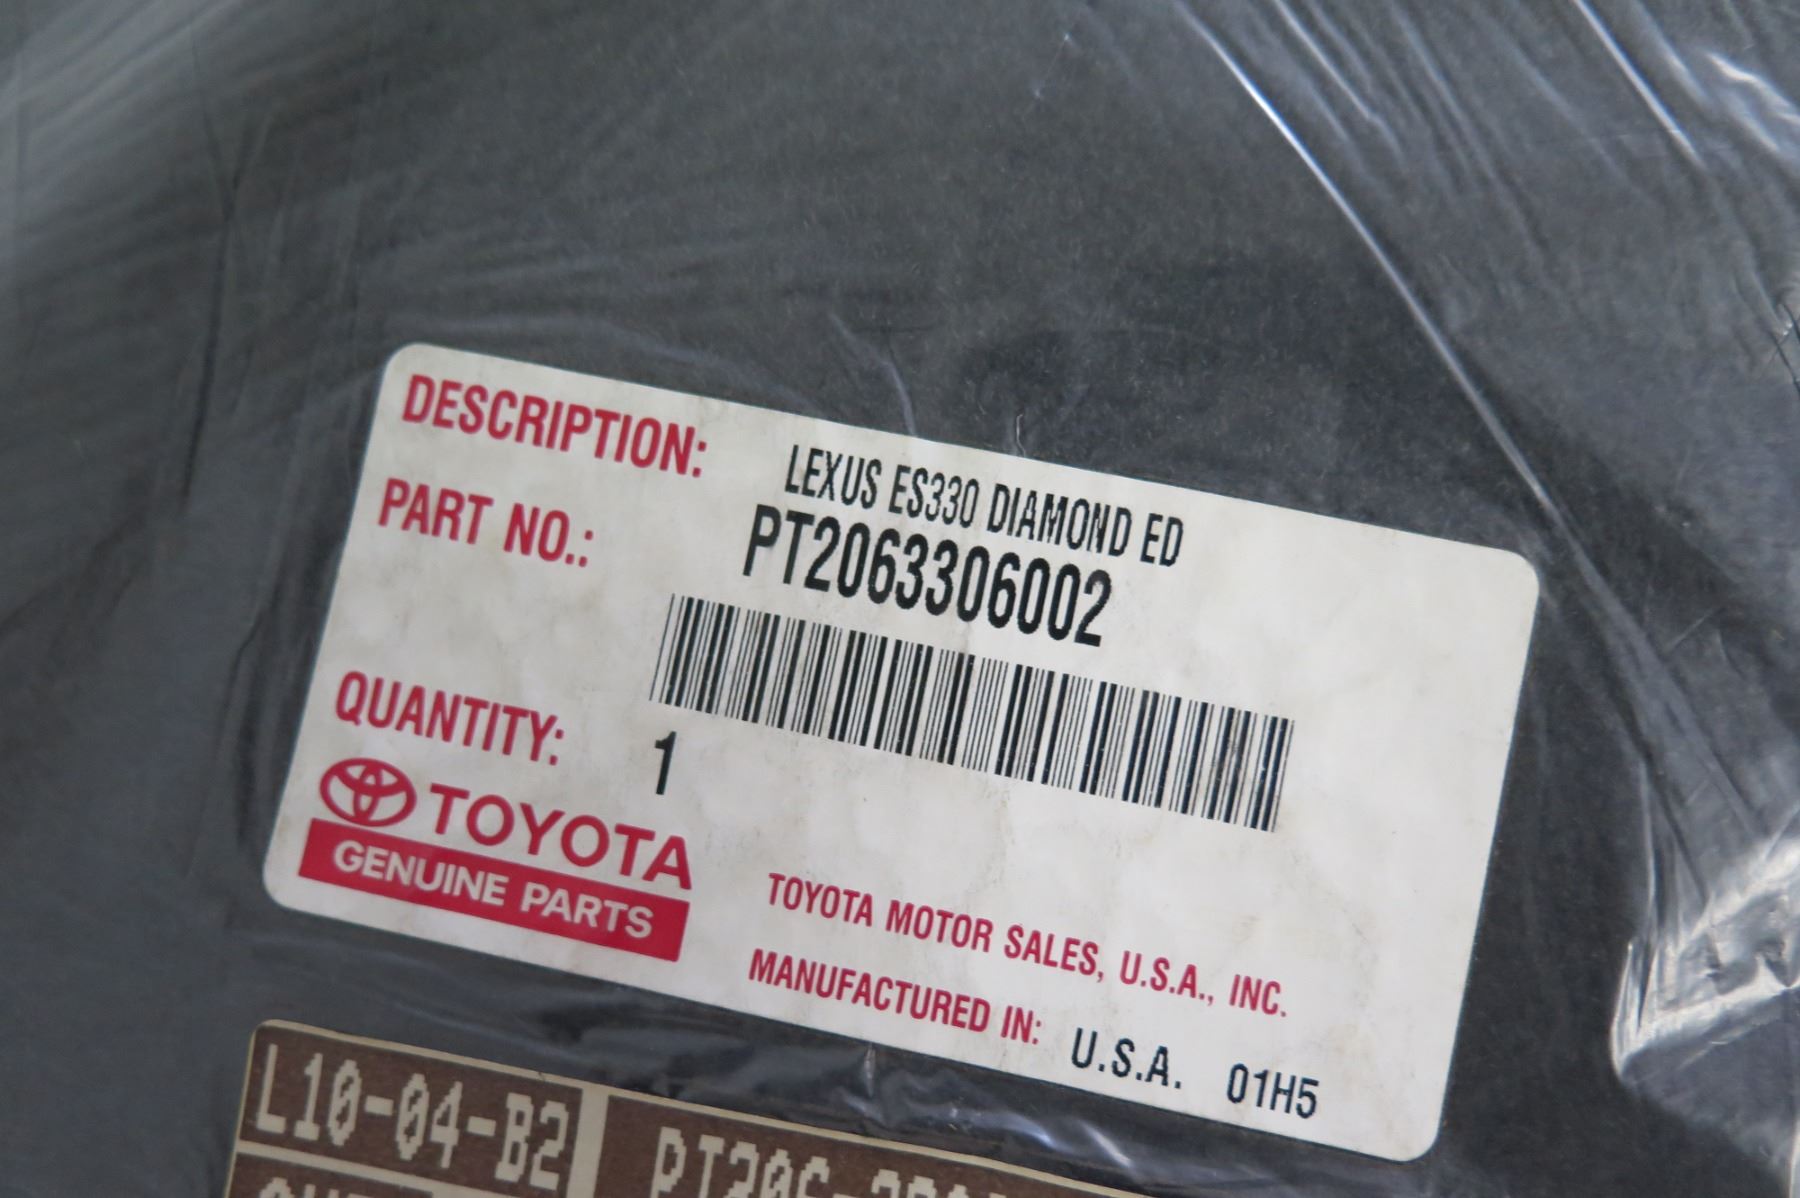 DESCRIPTION: LEXUS ES330 DIAMOND ED
PART NO.: PT2063306002
QUANTITY: 1
TOYOTA
GENUINE PARTS
TOYOTA MOTOR SALES, U.S.A., INC.
MANUFACTURED IN: U.S.A. 01H5
L10-04-B2